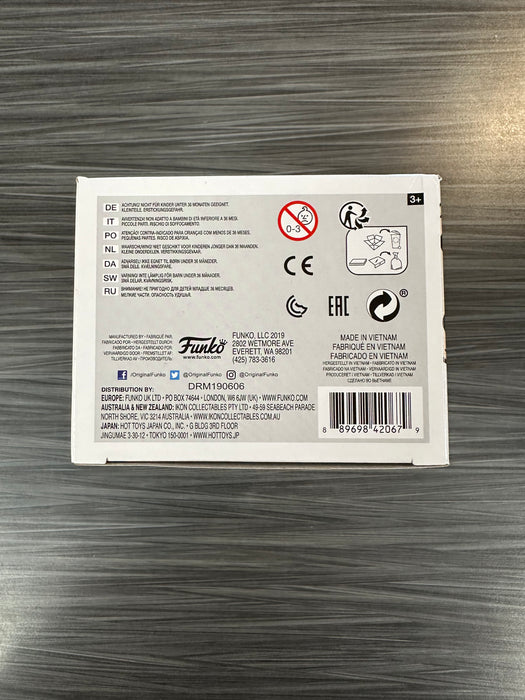 DE ACHTUNG! NICHT FÜR KINDER UNTER 36 MONATEN GEEIGNET.
KLEINTEILE, ERSTICKUNGSGEFAHR.
IT AVVERTENZA! NON ADATTO A BAMBINI DI ETÀ INFERIORE A 36 MESI.
PICCOLE PARTI. RISCHIO DI SOFFOCAMENTO.
PO ATENÇÃO! CONTRA-INDICADO PARA CRIANÇAS COM MENOS DE 36 MESES.
PEQUENAS PARTES. RISCO DE ASFIXIA.
NL WAARSCHUWING! NIET GESCHIKT VOOR KINDEREN JONGER DAN 36 MAANDEN.
KLEINE ONDERDELEN. VERSTIKKINGSGEVAAR.
DA ADVARSEL! IKKE EGNET TIL BØRN UNDER 36 MÅNEDER.
SMÅ DELE. KVÆLNINGSFARE.
SW VARNING! INTE LÄMPLIG FÖR BARN UNDER 36 MÅNADER.
SMÅ DELAR. KVÄVNINGSRISK.
RU ВНИМАНИЕ! НЕ ПРИГОДНО ДЛЯ ДЕТЕЙ МЛАДШЕ 36 МЕСЯЦЕВ.
МЕЛКИЕ ЧАСТИ. ОПАСНОСТЬ УДУШЬЯ.
0-3
3+
CE
EAC
®
MANUFACTURED BY • FABRIQUÉ PAR
FABRICADO POR • HERGESTELLT DURCH
FABBRICATO DA • FABRICADO POR
VERVAARDIGD DOOR • FREMSTILLET AF
TILLVERKAD AV • ПРОИЗВОДИТЕЛЬ
Funko
www.funko.com
FUNKO, LLC 2019
2802 WETMORE AVE
EVERETT, WA 98201
(425) 783-3616
MADE IN VIETNAM
FABRIQUÉ EN VIETNAM
FABRICADO EN VIETNAM
HERGESTELLT IN VIETNAM • FABBRICATO IN VIETNAM
FABRICADO NA VIETNAM • VERVAARDIGD IN VIETNAM
PRODUCERET I VIETNAM • TILLVERKAD I VIETNAM
СДЕЛАНО ВО ВЬЕТНАМЕ
/OriginalFunko @OriginalFunko @OriginalFunko
DRM190606
DISTRIBUTION BY:
EUROPE: FUNKO UK LTD • PO BOX 74644 • LONDON, W6 6JW (UK) • WWW.FUNKO.COM
AUSTRALIA & NEW ZEALAND: IKON COLLECTABLES PTY LTD • 49-59 SEABEACH PARADE
NORTH SHORE, VIC 3214 AUSTRALIA • WWW.IKONCOLLECTABLES.COM.AU
JAPAN: HOT TOYS JAPAN CO., INC. • G BLDG 3RD FLOOR
JINGUMAE 3-30-12 • TOKYO 150-0001 • WWW.HOTTOYS.JP
8 89698 42067 9